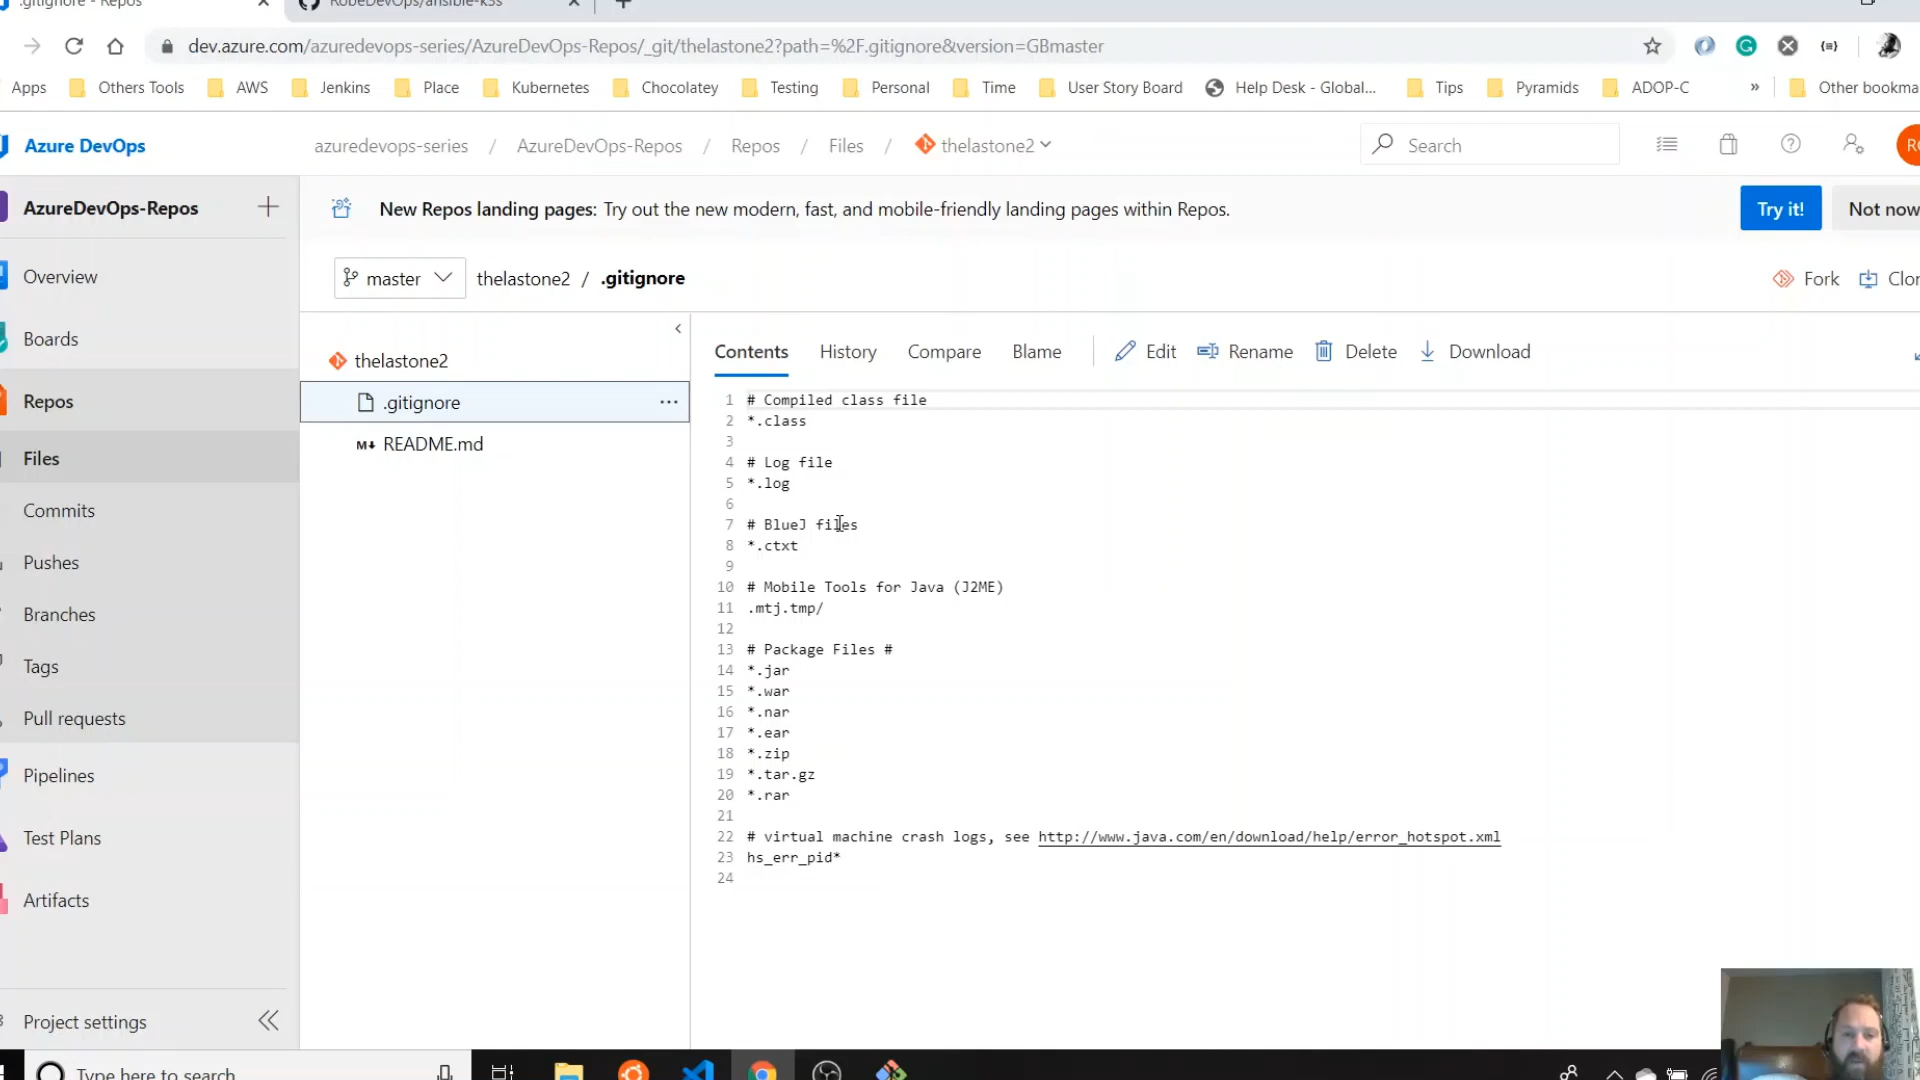 .gitignore - Repos
RobeDevOps/ansible-k3s
dev.azure.com/azuredevops-series/AzureDevOps-Repos/_git/thelastone2?path=%2F.gitignore&version=GBmaster
Apps Others Tools AWS Jenkins Place Kubernetes Chocolatey Testing Personal Time User Story Board Help Desk - Global... Tips Pyramids ADOP-C » Other bookma
Azure DevOps azuredevops-series / AzureDevOps-Repos / Repos / Files / thelastone2 Search
AzureDevOps-Repos
New Repos landing pages: Try out the new modern, fast, and mobile-friendly landing pages within Repos. Try it! Not now
Overview
Boards
Repos
Files
Commits
Pushes
Branches
Tags
Pull requests
Pipelines
Test Plans
Artifacts
Project settings
master thelastone2 / .gitignore Fork Clon
thelastone2
.gitignore ...
M README.md
Contents History Compare Blame Edit Rename Delete Download
1 # Compiled class file
2 *.class
3
4 # Log file
5 *.log
6
7 # BlueJ files
8 *.ctxt
9
10 # Mobile Tools for Java (J2ME)
11 .mtj.tmp/
12
13 # Package Files #
14 *.jar
15 *.war
16 *.nar
17 *.ear
18 *.zip
19 *.tar.gz
20 *.rar
21
22 # virtual machine crash logs, see http://www.java.com/en/download/help/error_hotspot.xml
23 hs_err_pid*
24
Type here to search